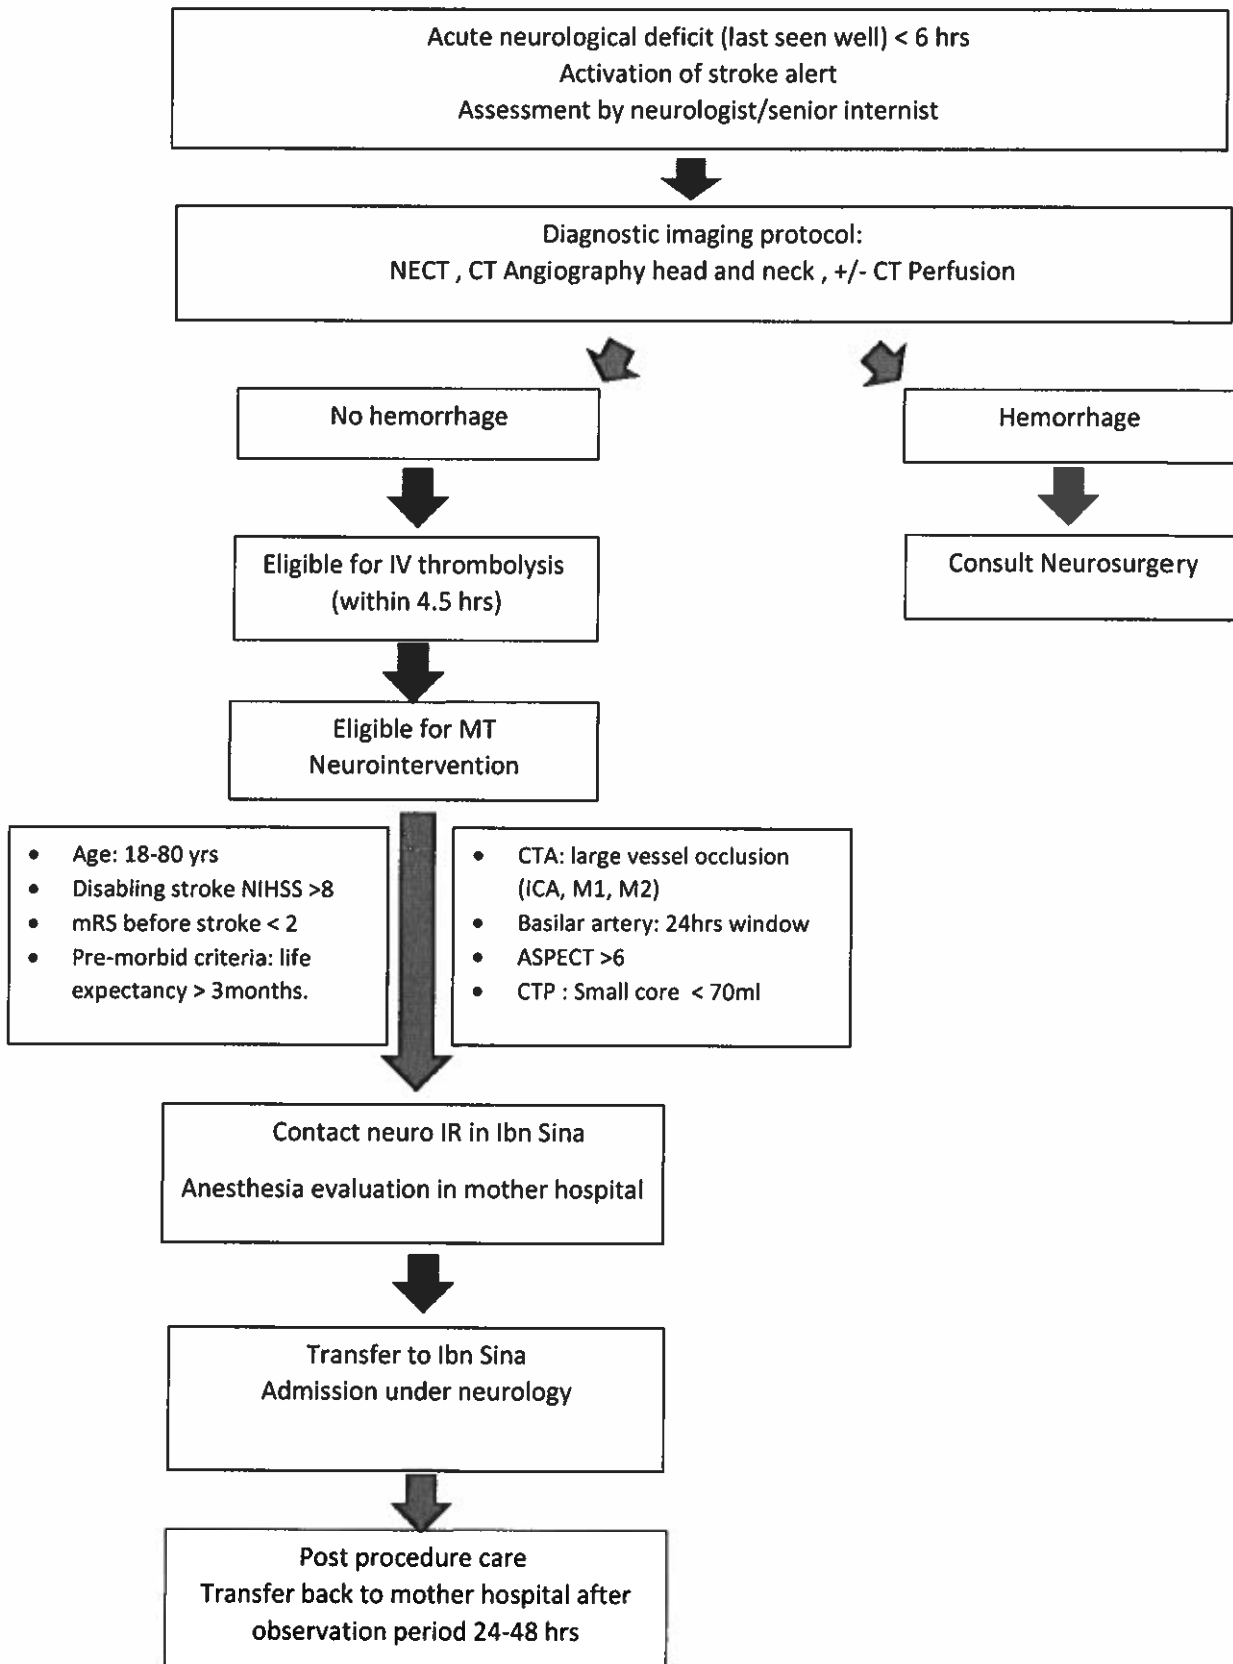 Acute neurological deficit (last seen well) < 6 hrs
Activation of stroke alert
Assessment by neurologist/senior internist
Diagnostic imaging protocol:
NECT , CT Angiography head and neck , +/- CT Perfusion
No hemorrhage
Hemorrhage
Eligible for IV thrombolysis
(within 4.5 hrs)
Consult Neurosurgery
Eligible for MT
Neurointervention
• Age: 18-80 yrs
• Disabling stroke NIHSS >8
• mRS before stroke < 2
• Pre-morbid criteria: life
expectancy > 3months.
• CTA: large vessel occlusion
(ICA, M1, M2)
• Basilar artery: 24hrs window
• ASPECT >6
• CTP : Small core < 70ml
Contact neuro IR in Ibn Sina
Anesthesia evaluation in mother hospital
Transfer to Ibn Sina
Admission under neurology
Post procedure care
Transfer back to mother hospital after
observation period 24-48 hrs